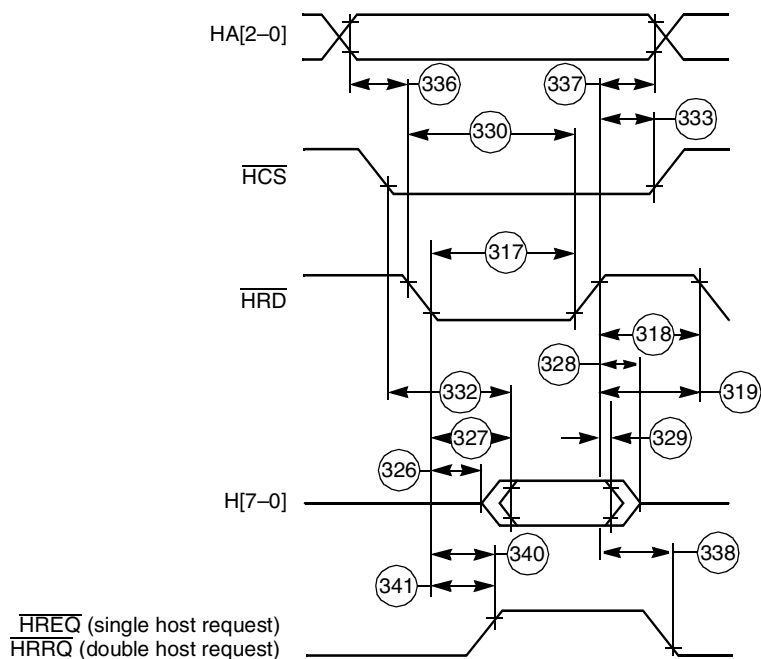 HA[2–0]
336
337
333
330
HCS
317
HRD
318
328
332
319
327
329
326
H[7–0]
340
338
341
HREQ (single host request)
HRRQ (double host request)